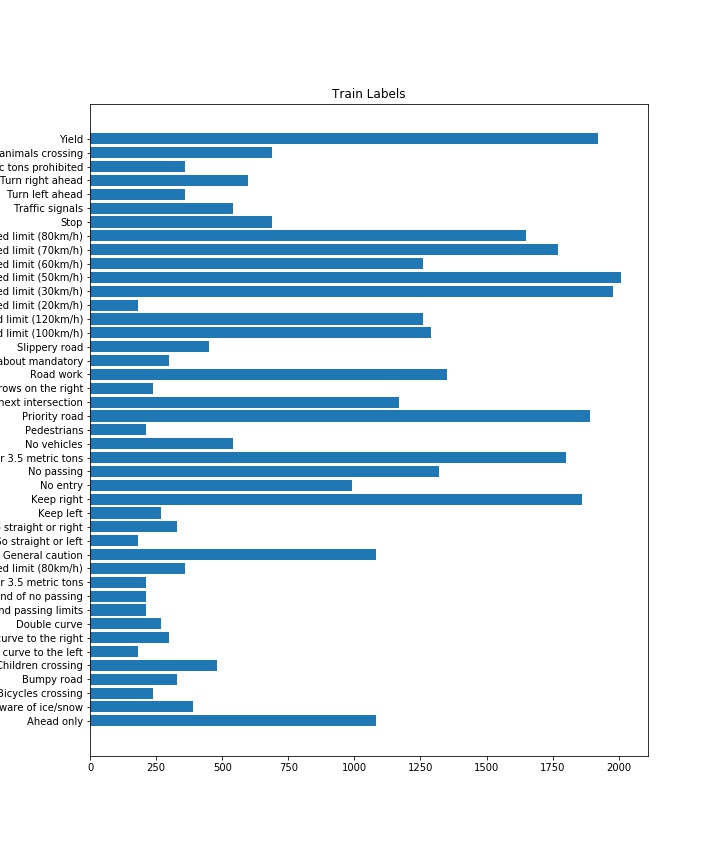 Train Labels
Yield
animals crossing
c tons prohibited
Turn right ahead
Turn left ahead
Traffic signals
Stop
ed limit (80km/h)
ed limit (70km/h)
ed limit (60km/h)
ed limit (50km/h)
ed limit (30km/h)
ed limit (20km/h)
d limit (120km/h)
d limit (100km/h)
Slippery road
about mandatory
Road work
rows on the right
next intersection
Priority road
Pedestrians
No vehicles
r 3.5 metric tons
No passing
No entry
Keep right
Keep left
straight or right
Go straight or left
General caution
ed limit (80km/h)
r 3.5 metric tons
nd of no passing
nd passing limits
Double curve
curve to the right
curve to the left
Children crossing
Bumpy road
Bicycles crossing
ware of ice/snow
Ahead only
0 250 500 750 1000 1250 1500 1750 2000